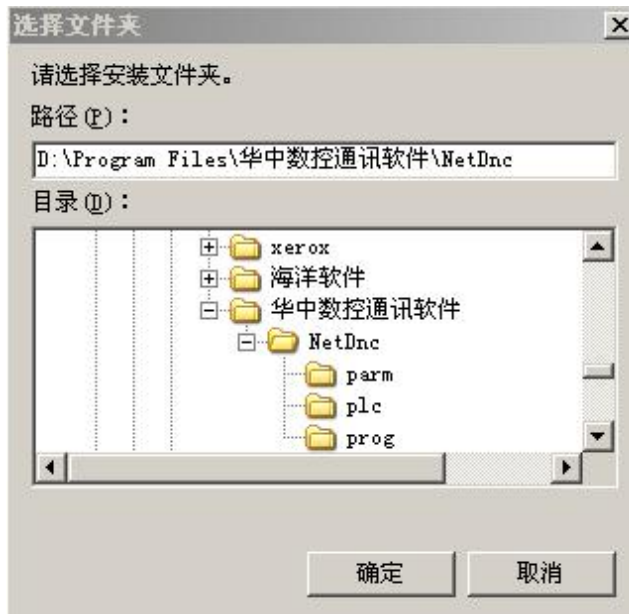 选择文件夹
请选择安装文件夹。
路径(P):
D:\Program Files\华中数控通讯软件\NetDnc
目录(D):
xerox
海洋软件
华中数控通讯软件
NetDnc
parm
plc
prog
确定 取消